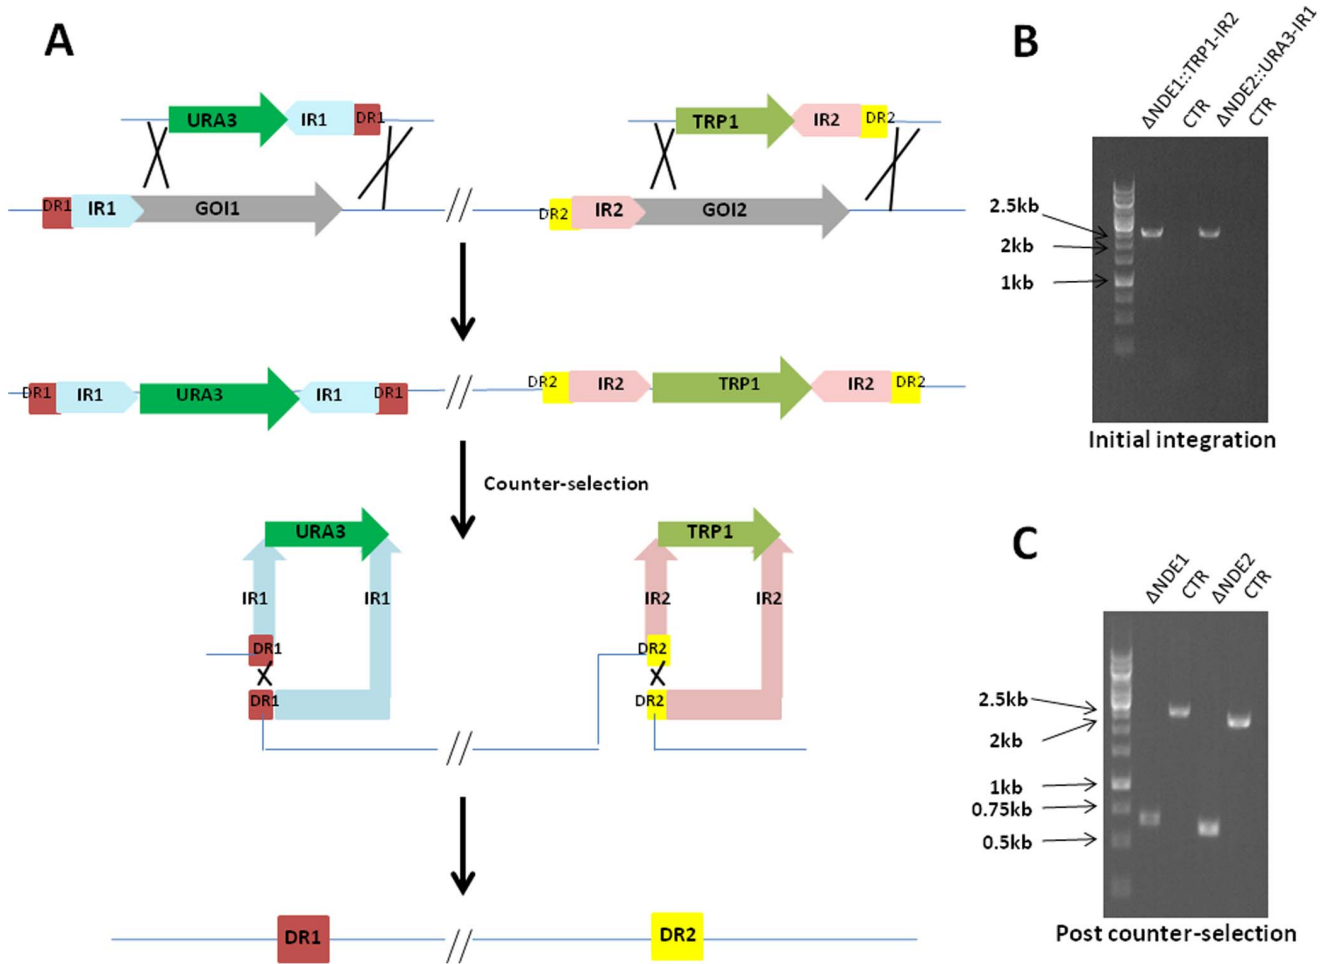 A
URA3 IR1 DR1
TRP1 IR2 DR2
DR1 IR1 GOI1 //
DR2 IR2 GOI2
DR1 IR1 URA3 IR1 DR1 //
DR2 IR2 TRP1 IR2 DR2
Counter-selection
URA3
TRP1
IR1 IR1
IR2 IR2
DR1
DR2
DR1
DR2
//
DR1 // DR2
B
ΔNDE1::TRP1-IR2
CTR
ΔNDE2::URA3-IR1
CTR
2.5kb
2kb
1kb
Initial integration
C
ΔNDE1
CTR
ΔNDE2
CTR
2.5kb
2kb
1kb
0.75kb
0.5kb
Post counter-selection